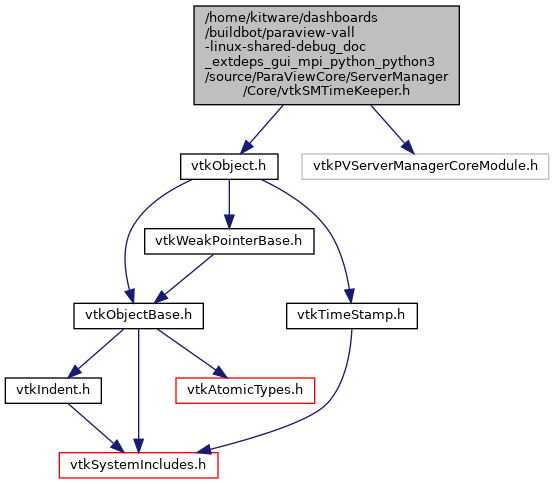 /home/kitware/dashboards
/buildbot/paraview-vall
-linux-shared-debug_doc
_extdeps_gui_mpi_python_python3
/source/ParaViewCore/ServerManager
/Core/vtkSMTimeKeeper.h
vtkObject.h
vtkPVServerManagerCoreModule.h
vtkWeakPointerBase.h
vtkObjectBase.h
vtkTimeStamp.h
vtkIndent.h
vtkAtomicTypes.h
vtkSystemIncludes.h